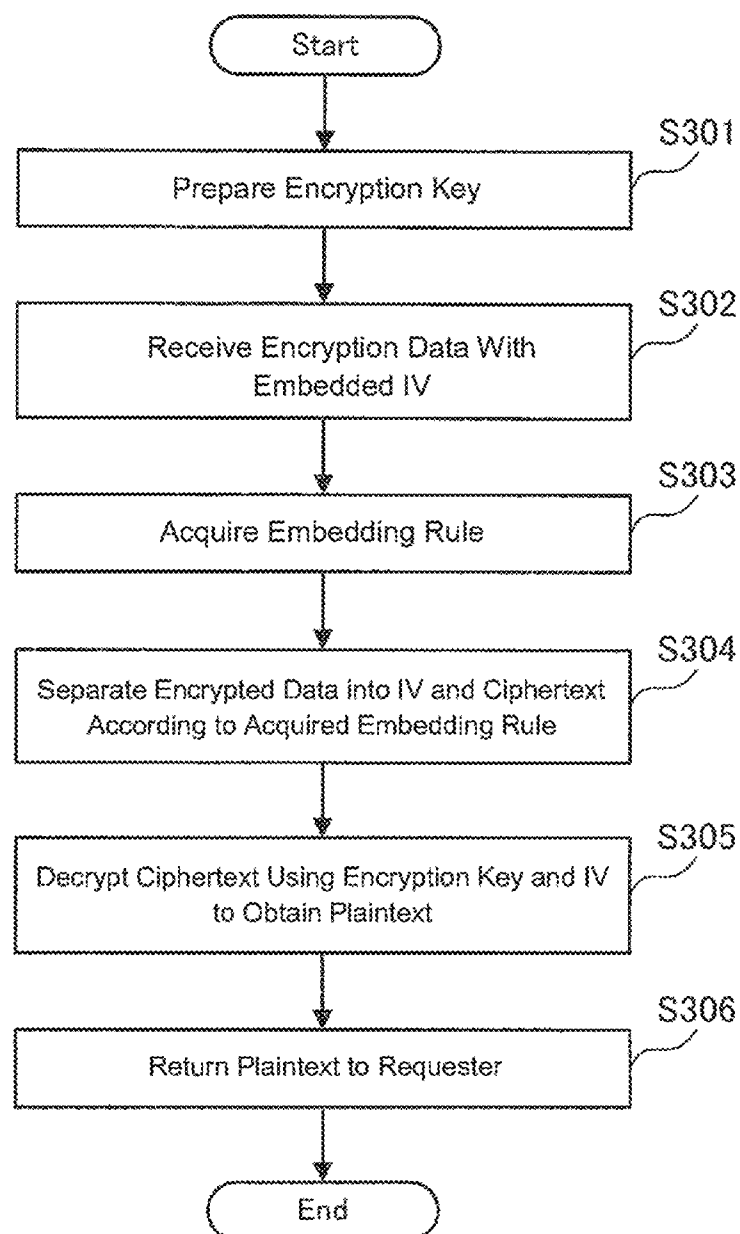 Start
S301
Prepare Encryption Key
S302
Receive Encryption Data With
Embedded IV
S303
Acquire Embedding Rule
S304
Separate Encrypted Data into IV and Ciphertext
According to Acquired Embedding Rule
S305
Decrypt Ciphertext Using Encryption Key and IV
to Obtain Plaintext
S306
Return Plaintext to Requester
End